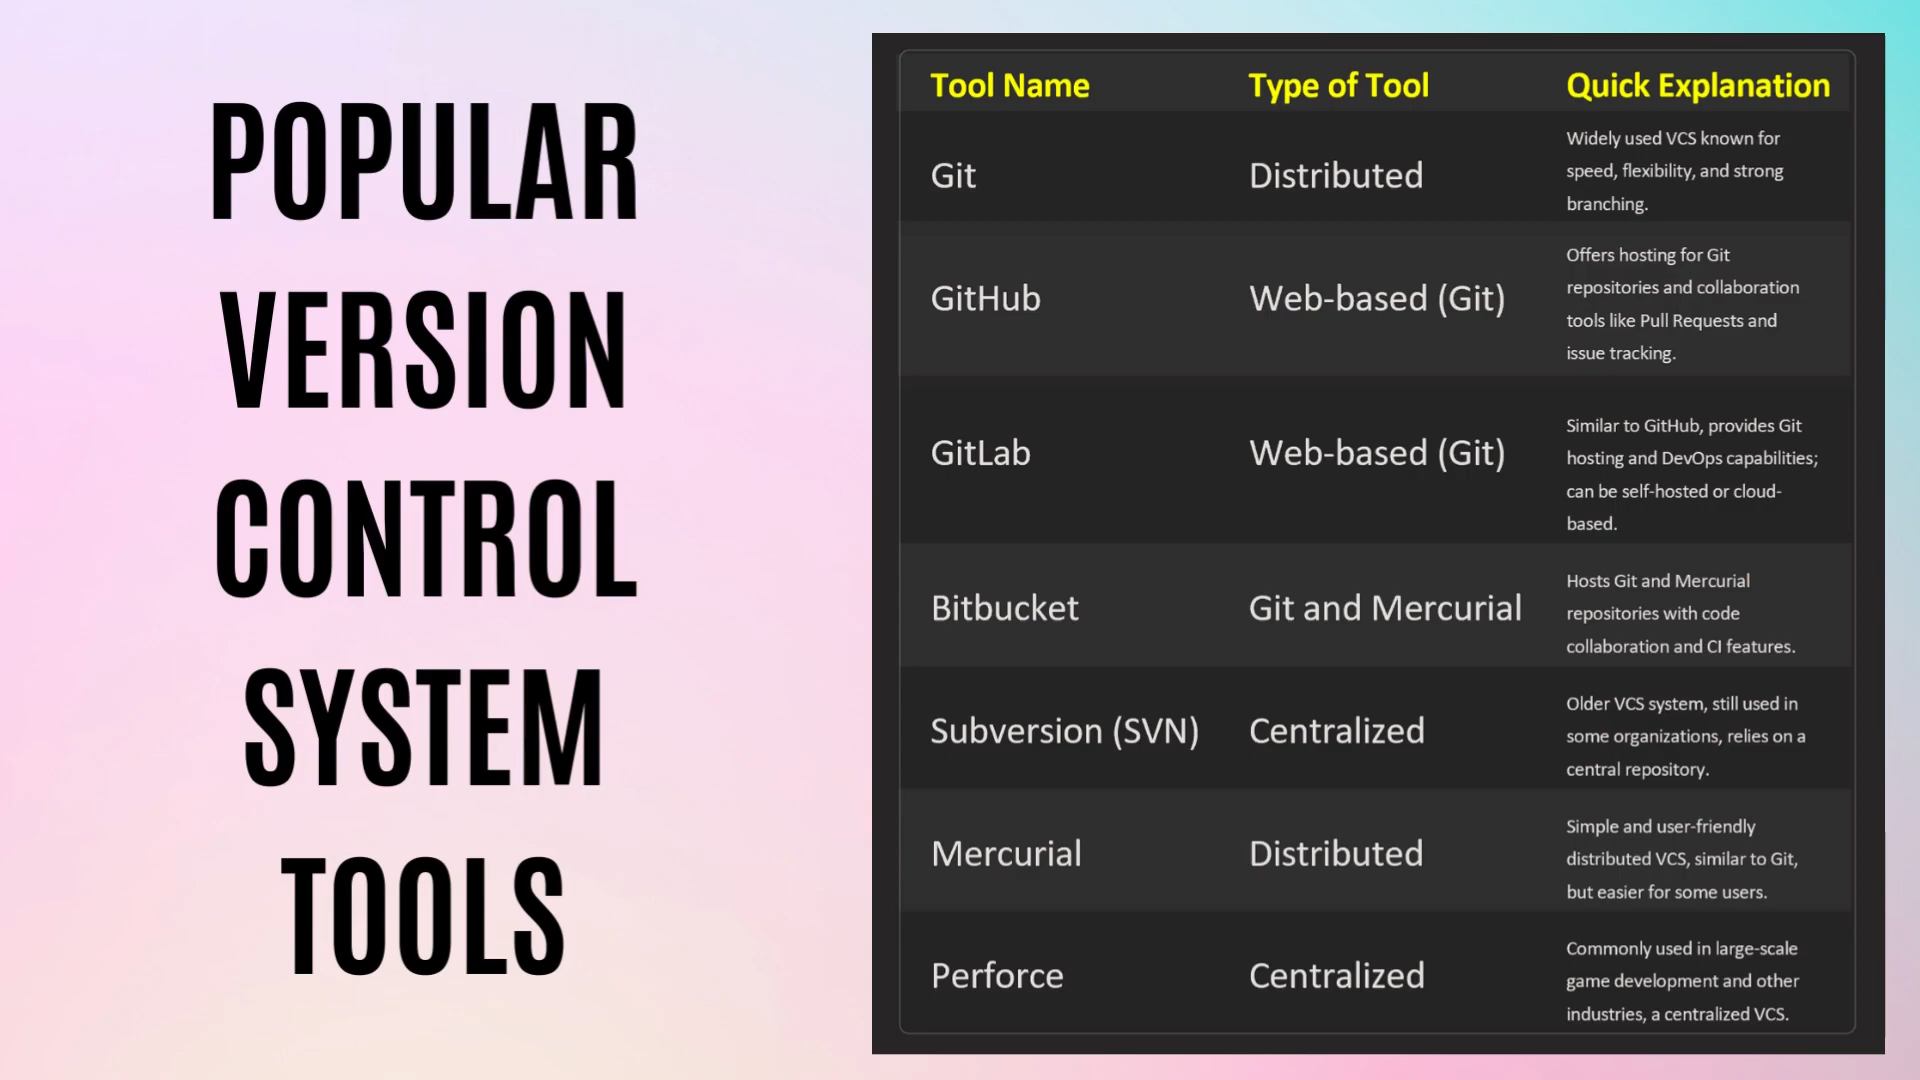 POPULAR
VERSION
CONTROL
SYSTEM
TOOLS
Tool Name Type of Tool Quick Explanation
Git Distributed
Widely used VCS known for
speed, flexibility, and strong
branching.
GitHub Web-based (Git)
Offers hosting for Git
repositories and collaboration
tools like Pull Requests and
issue tracking.
GitLab Web-based (Git)
Similar to GitHub, provides Git
hosting and DevOps capabilities;
can be self-hosted or cloud-
based.
Bitbucket Git and Mercurial
Hosts Git and Mercurial
repositories with code
collaboration and CI features.
Subversion (SVN) Centralized
Older VCS system, still used in
some organizations, relies on a
central repository.
Mercurial Distributed
Simple and user-friendly
distributed VCS, similar to Git,
but easier for some users.
Perforce Centralized
Commonly used in large-scale
game development and other
industries, a centralized VCS.